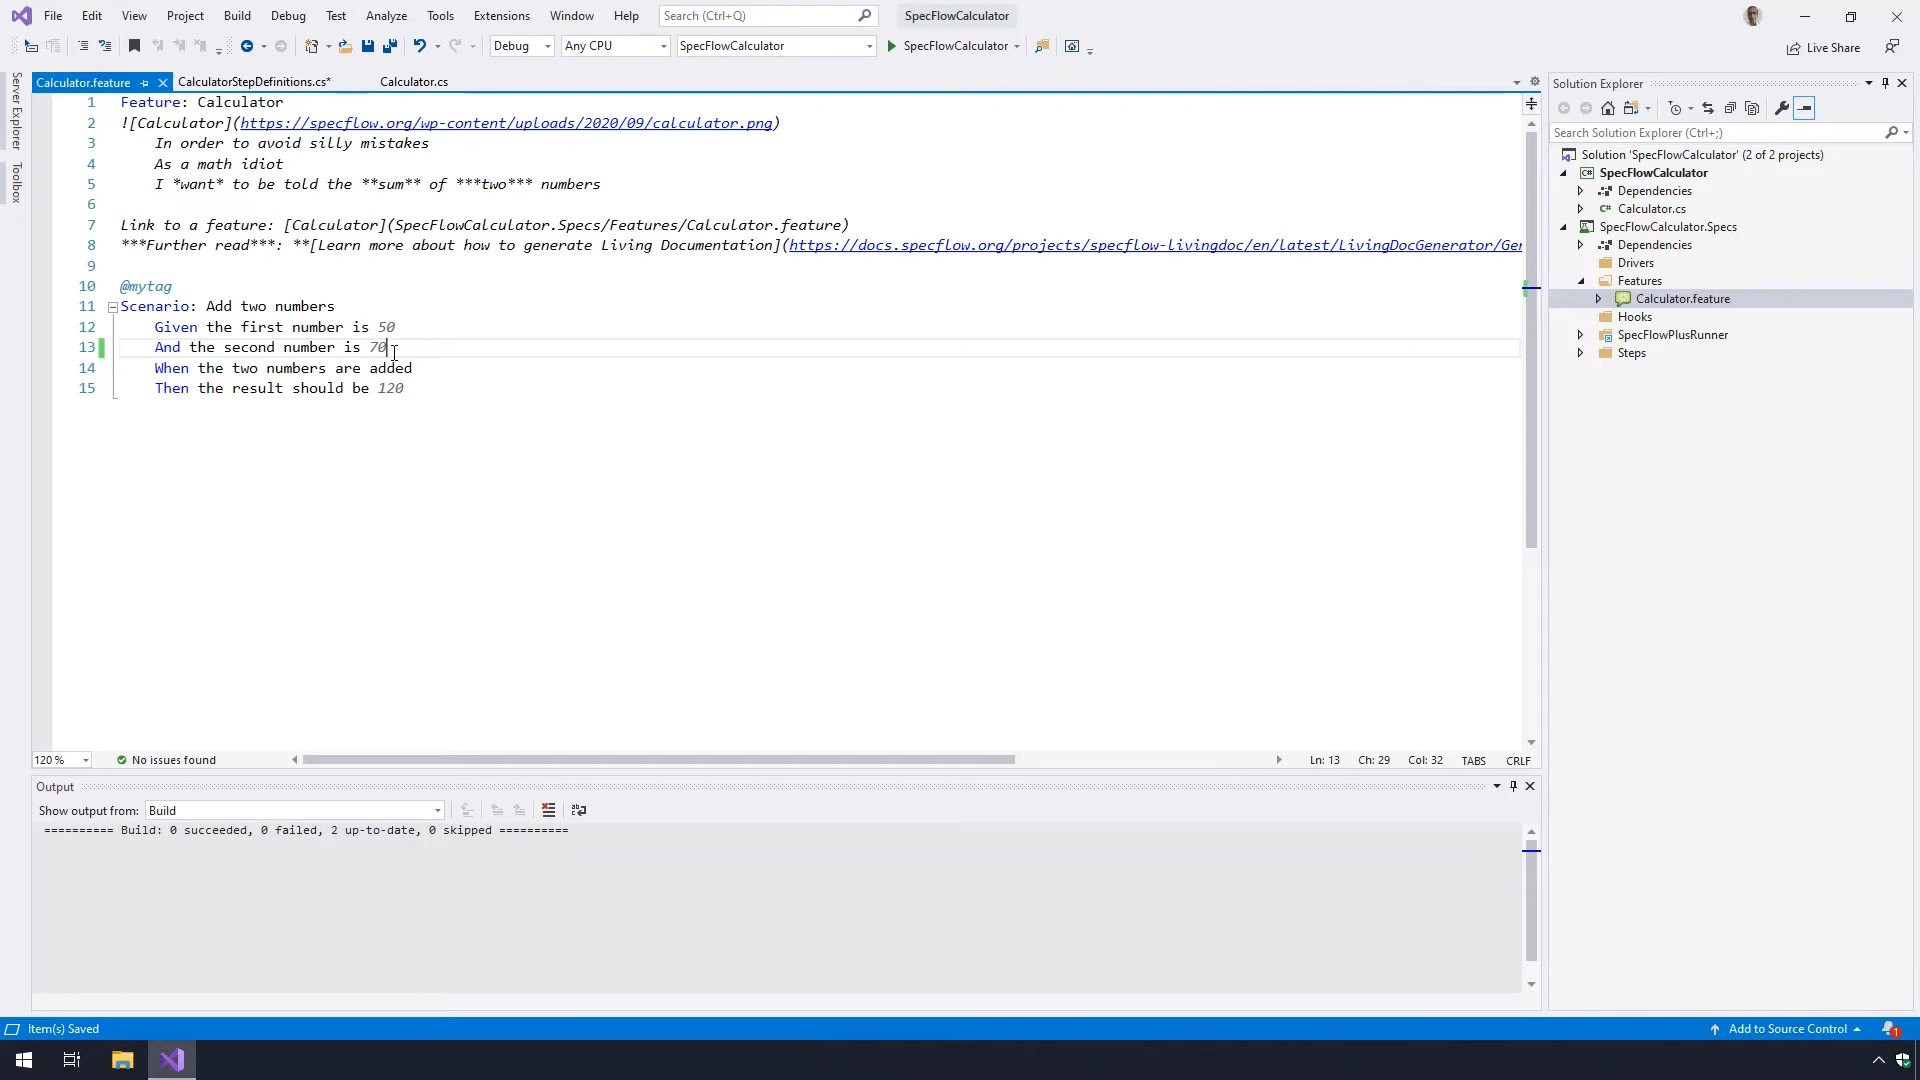 File Edit View Project Build Debug Test Analyze Tools Extensions Window Help Search (Ctrl+Q) SpecFlowCalculator
Debug Any CPU SpecFlowCalculator SpecFlowCalculator Live Share
Server Explorer
Toolbox
Calculator.feature CalculatorStepDefinitions.cs* Calculator.cs
1 Feature: Calculator
2 ![Calculator](https://specflow.org/wp-content/uploads/2020/09/calculator.png)
3 In order to avoid silly mistakes
4 As a math idiot
5 I *want* to be told the **sum** of ***two*** numbers
6
7 Link to a feature: [Calculator](SpecFlowCalculator.Specs/Features/Calculator.feature)
8 ***Further read***: **[Learn more about how to generate Living Documentation](https://docs.specflow.org/projects/specflow-livingdoc/en/latest/LivingDocGenerator/Ger
9
10 @mytag
11 Scenario: Add two numbers
12 Given the first number is 50
13 And the second number is 70
14 When the two numbers are added
15 Then the result should be 120
120 % No issues found Ln: 13 Ch: 29 Col: 32 TABS CRLF
Output
Show output from: Build
========== Build: 0 succeeded, 0 failed, 2 up-to-date, 0 skipped ==========
Solution Explorer
Search Solution Explorer (Ctrl+;)
Solution 'SpecFlowCalculator' (2 of 2 projects)
SpecFlowCalculator
Dependencies
C# Calculator.cs
SpecFlowCalculator.Specs
Dependencies
Drivers
Features
Calculator.feature
Hooks
SpecFlowPlusRunner
Steps
Item(s) Saved Add to Source Control 1